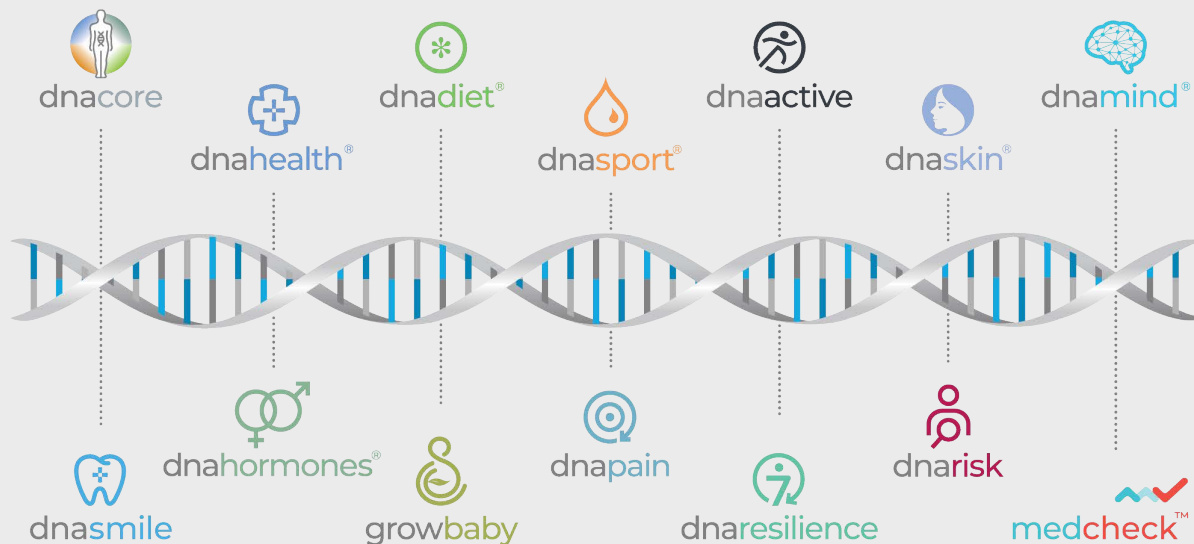 dnacore
dnadiet®
dnaactive
dnamind®
dnahealth®
dnasport®
dnaskin®
dnahormones®
dnapain
dnarisk
dnasmile
growbaby
dnaresilience
medcheck™